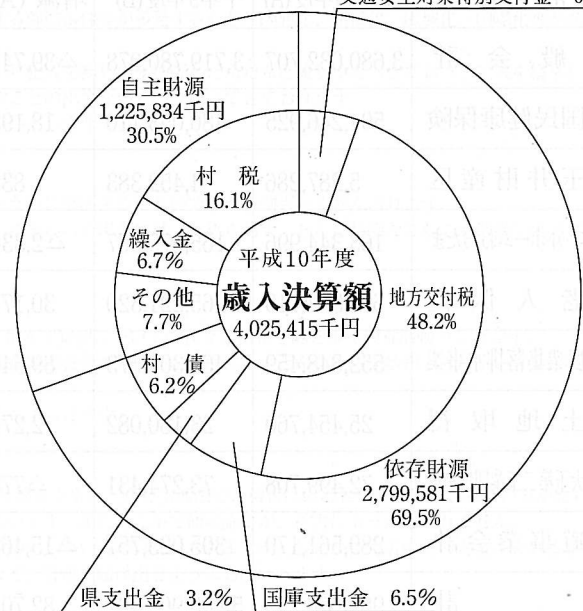 自主財源
1,225,834千円
30.5%
村税
16.1%
繰入金
6.7%
その他
7.7%
村債
6.2%
平成10年度
歳入決算額
4,025,415千円
地方交付税
48.2%
依存財源
2,799,581千円
69.5%
県支出金 3.2%
国庫支出金 6.5%